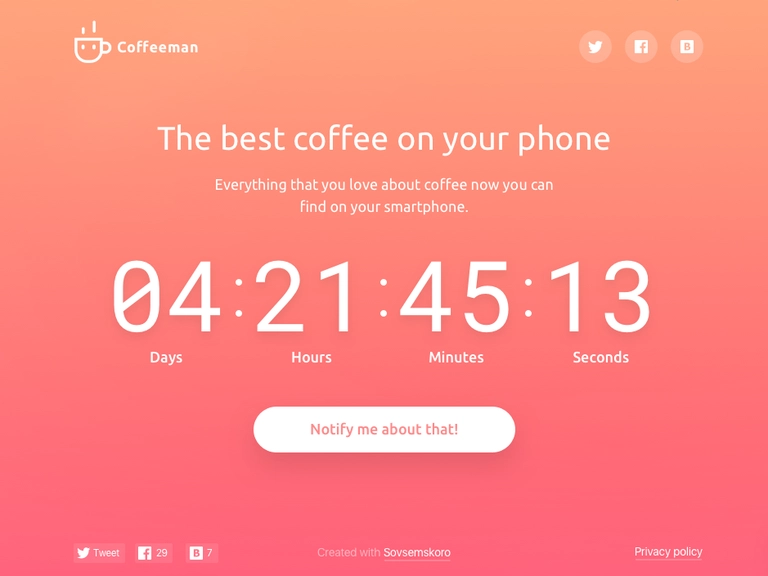 Coffeeman
B
The best coffee on your phone
Everything that you love about coffee now you can
find on your smartphone.
04:21:45:13
Days Hours Minutes Seconds
Notify me about that!
Tweet 29 B 7 Created with Sovsemskoro Privacy policy